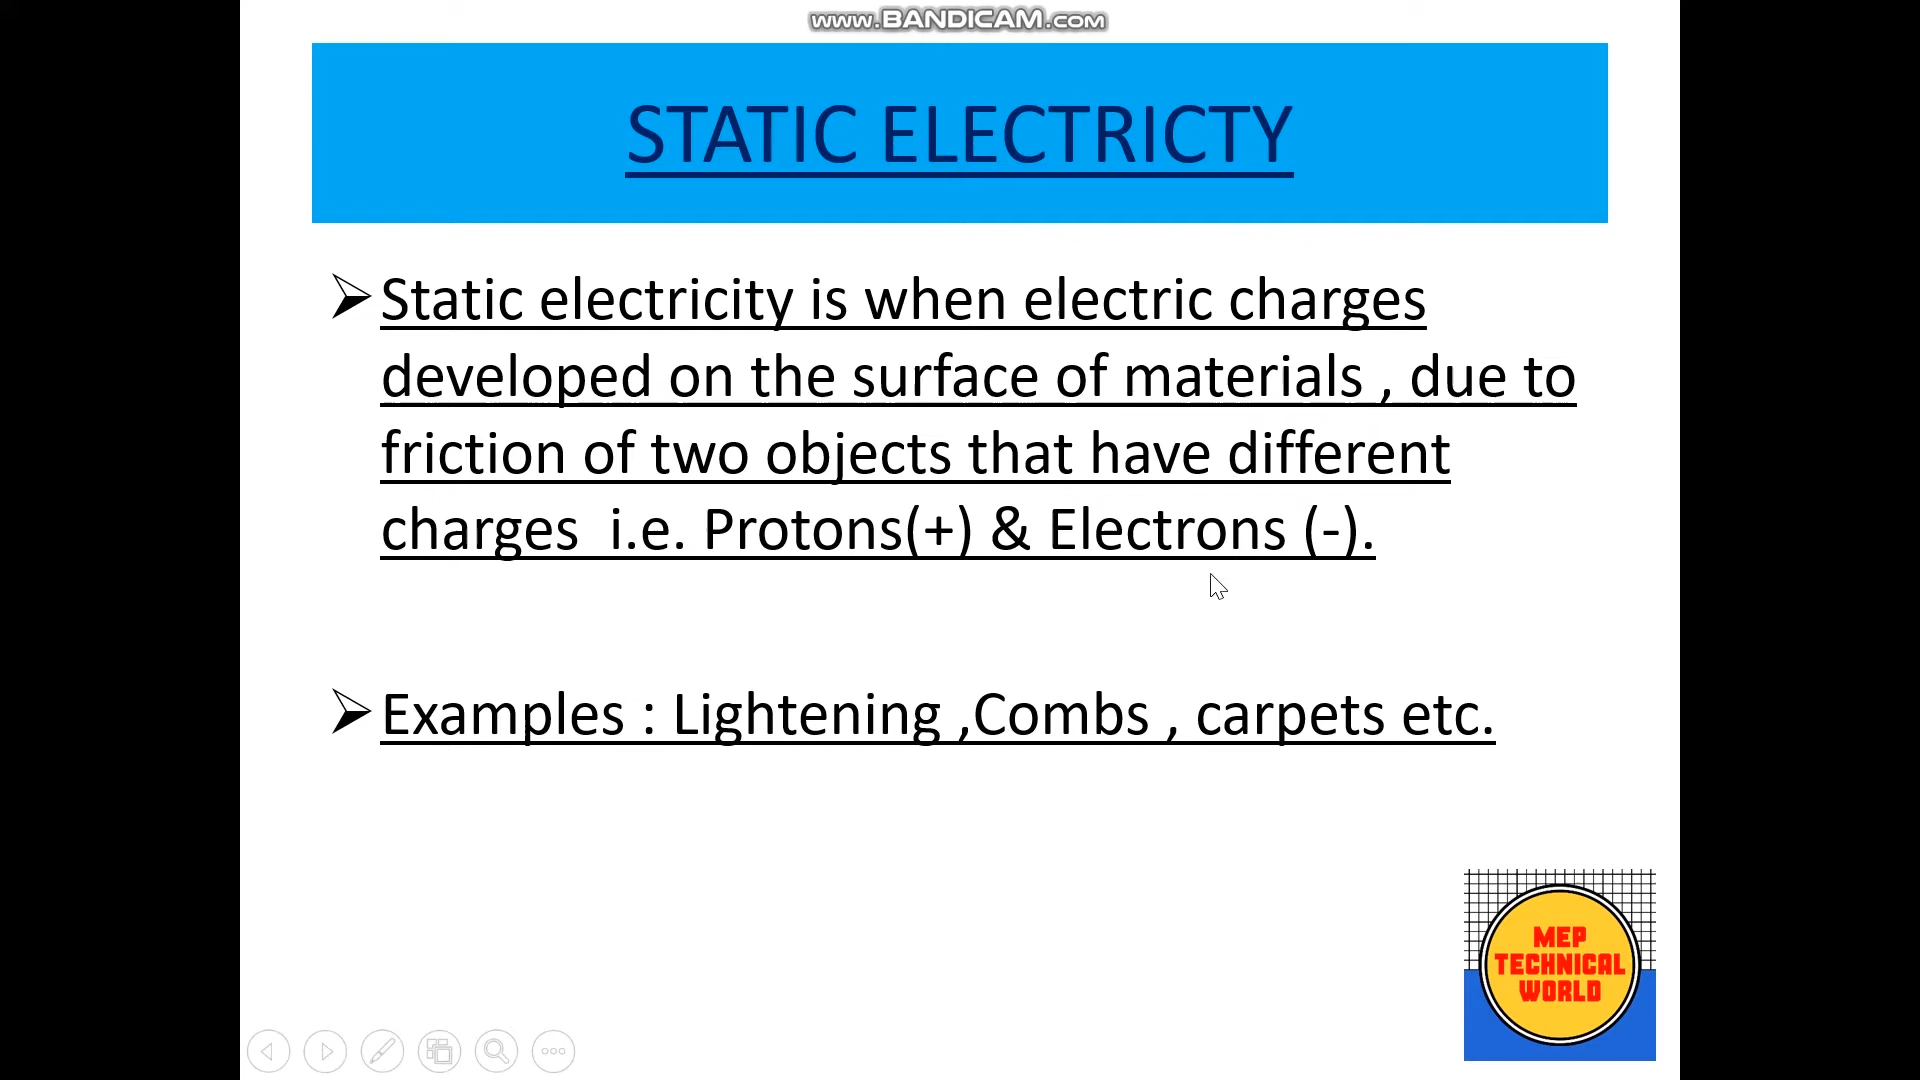 www.BANDICAM.com
STATIC ELECTRICTY
Static electricity is when electric charges
developed on the surface of materials , due to
friction of two objects that have different
charges  i.e. Protons(+) & Electrons (-).
Examples : Lightening ,Combs , carpets etc.
MEP
TECHNICAL
WORLD